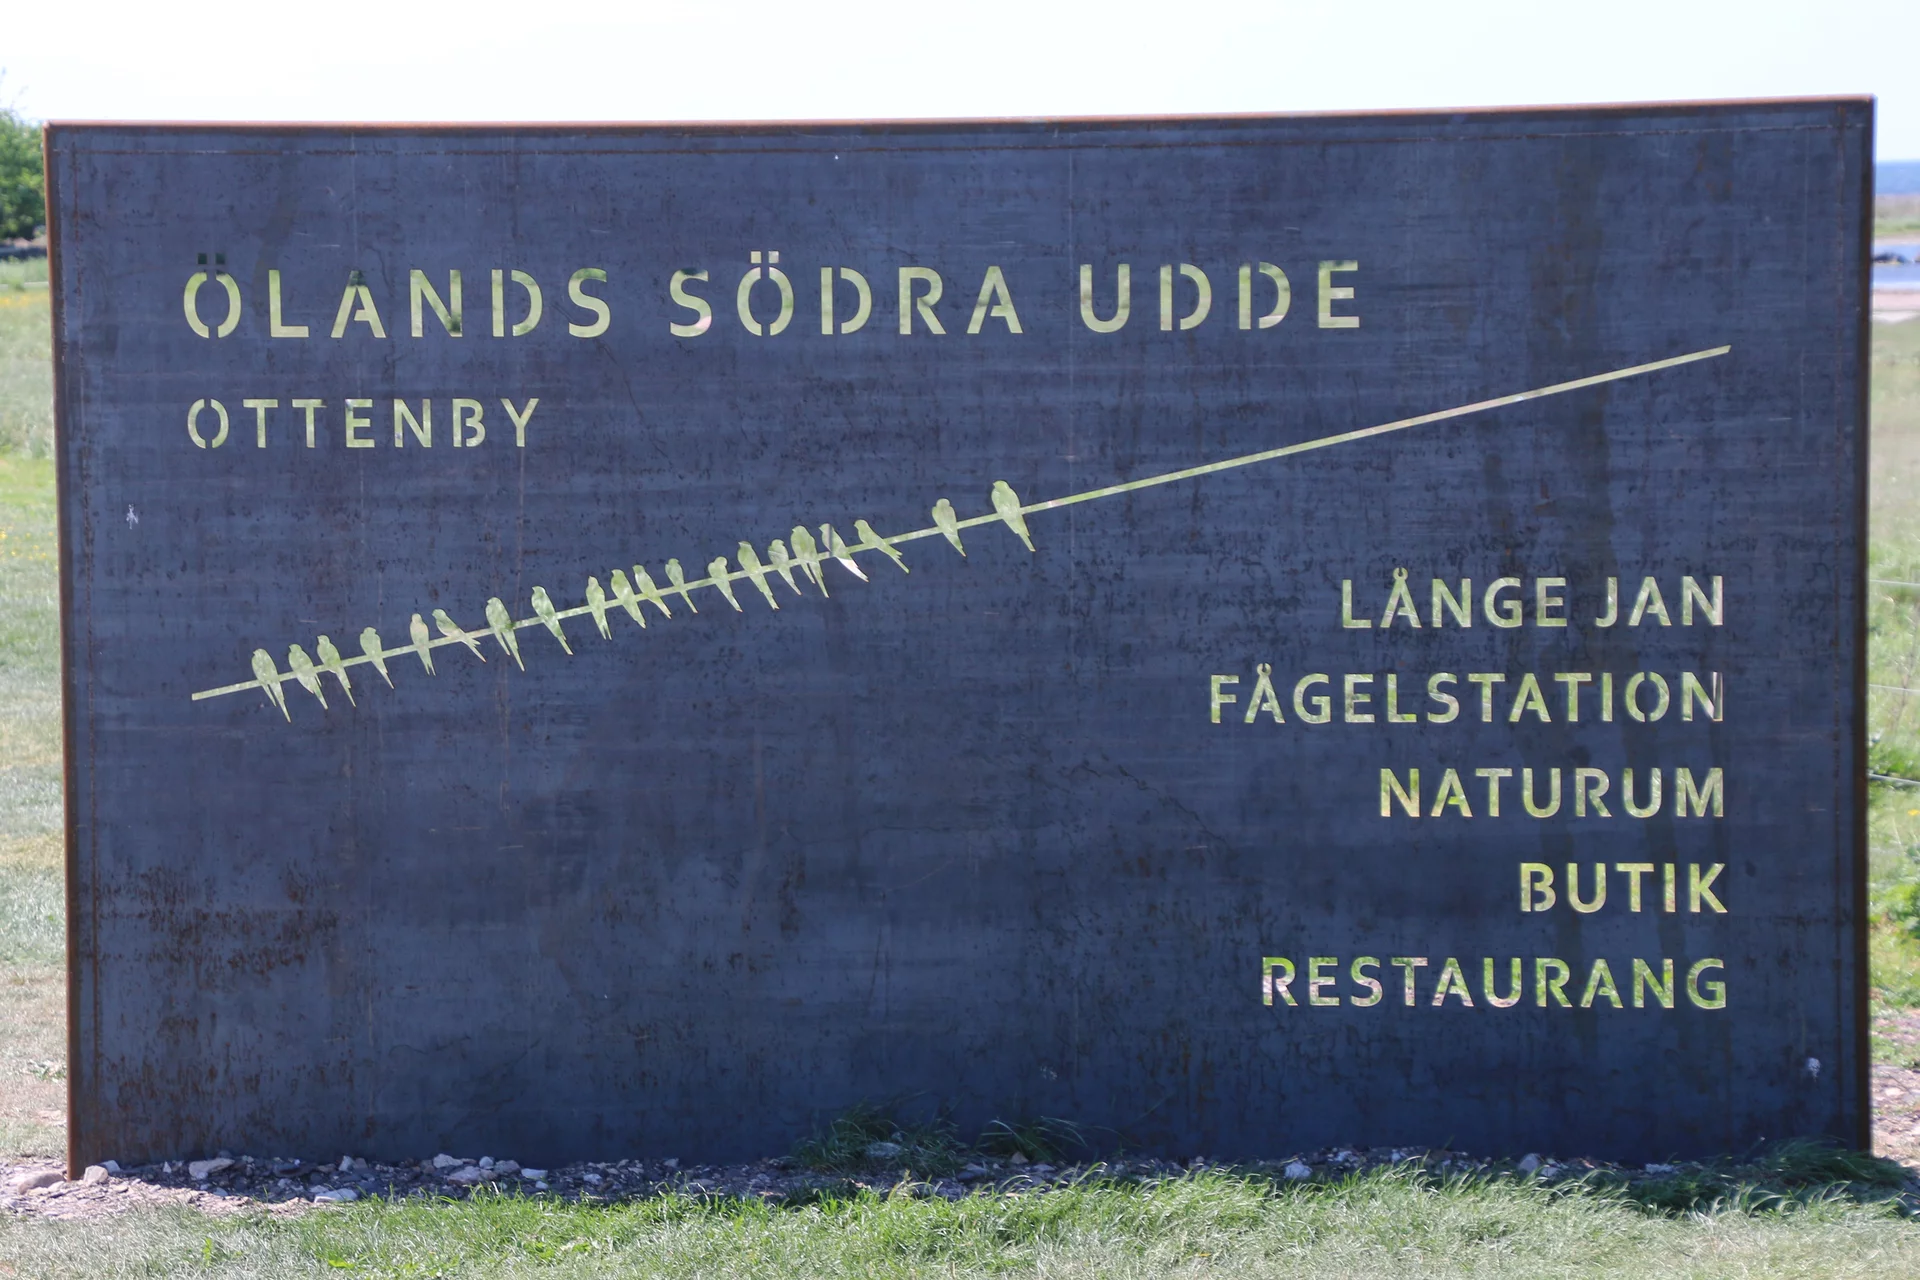 ÖLANDS SÖDRA UDDE
OTTENBY
LÅNGE JAN
FÅGELSTATION
NATURUM
BUTIK
RESTAURANG